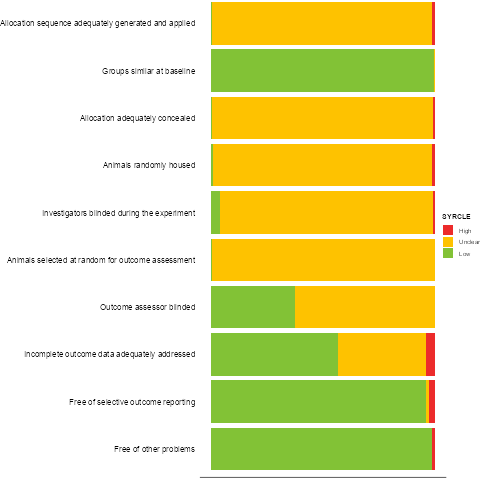 Allocation sequence adequately generated and applied
Groups similar at baseline
Allocation adequately concealed
Animals randomly housed
Investigators blinded during the experiment
Animals selected at random for outcome assessment
Outcome assessor blinded
Incomplete outcome data adequately addressed
Free of selective outcome reporting
Free of other problems
SYRCLE
High
Unclear
Low